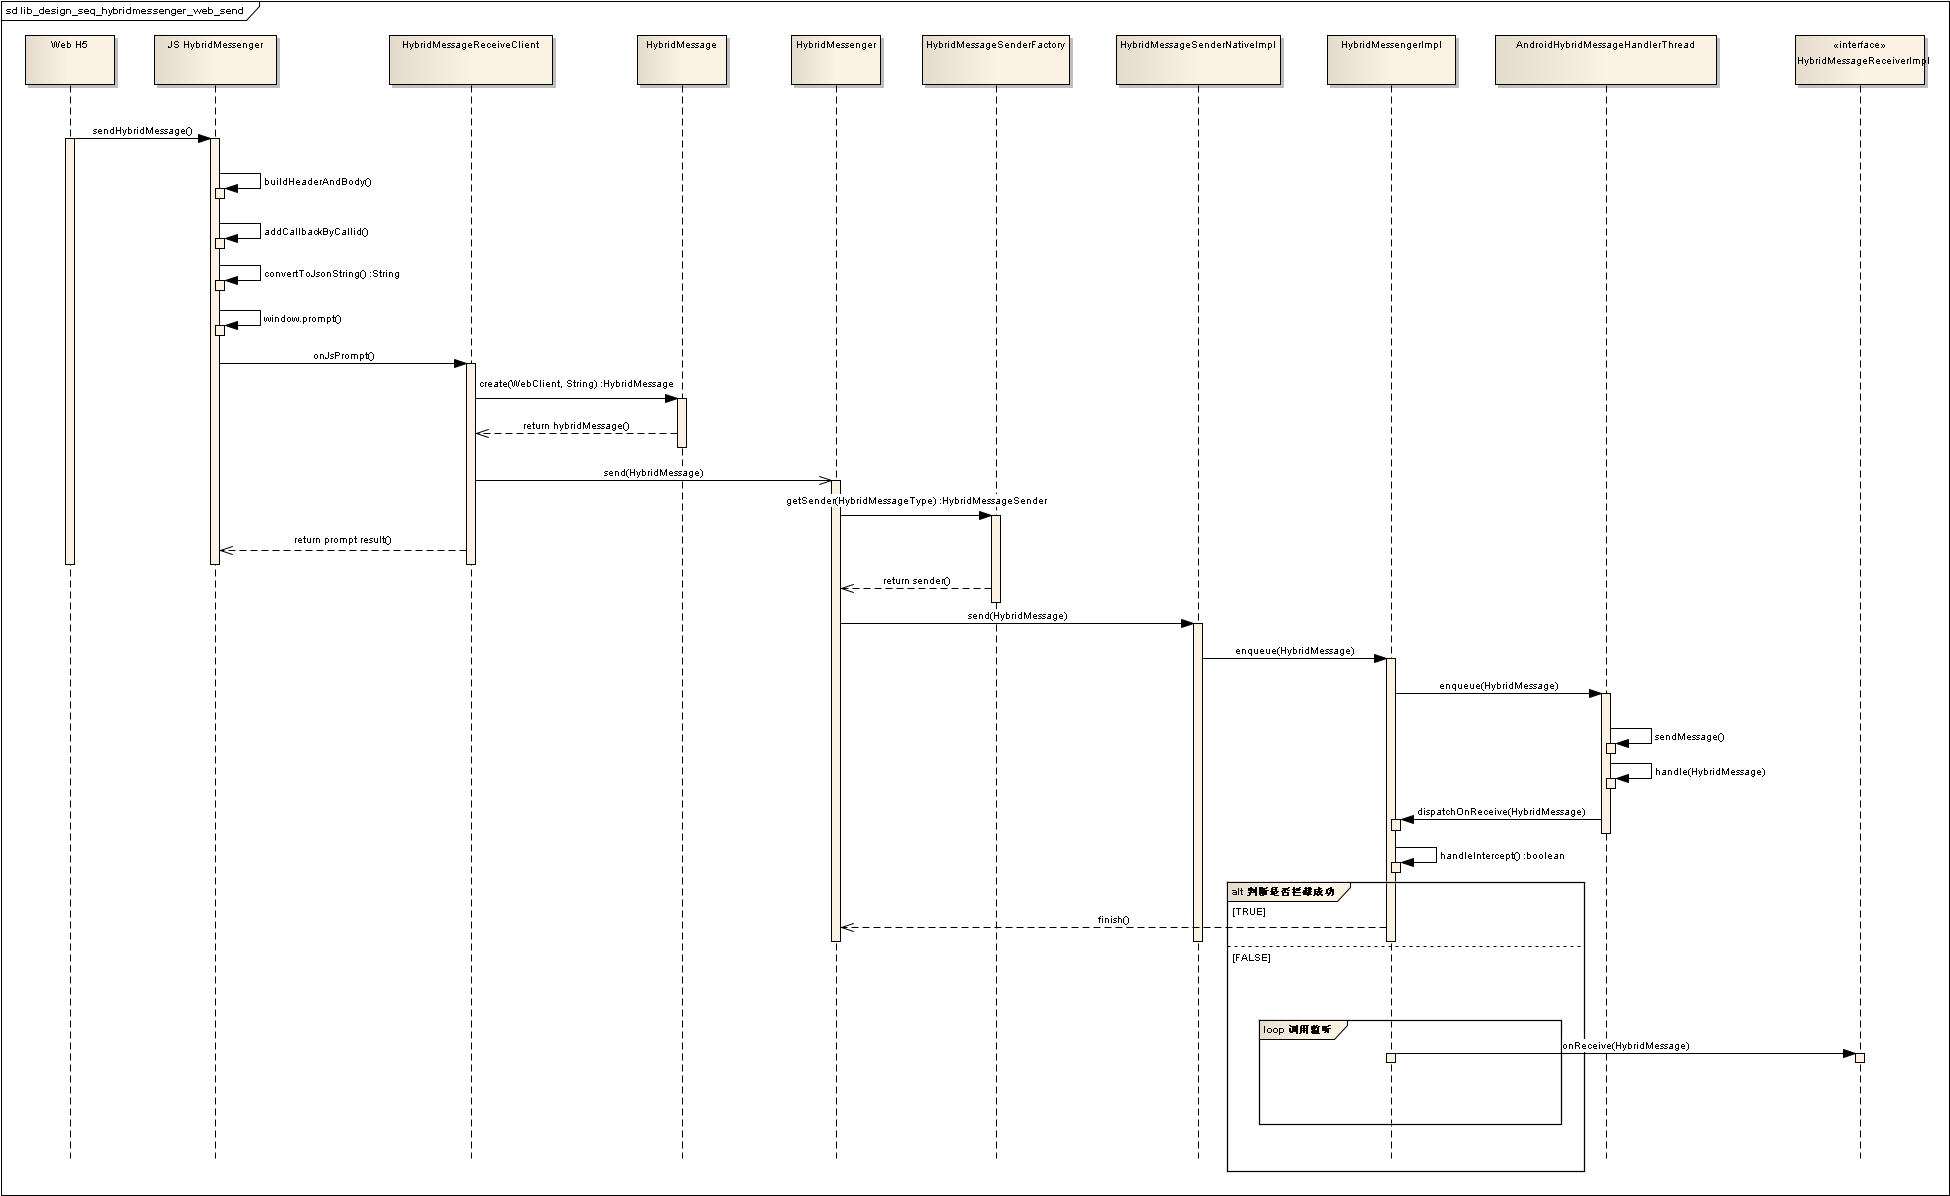 sd lib_design_seq_hybridmessenger_web_send
Web H5
JS HybridMessenger
HybridMessageReceiveClient
HybridMessage
HybridMessenger
HybridMessageSenderFactory
HybridMessageSenderNativeImpl
HybridMessengerImpl
AndroidHybridMessageHandlerThread
«interface»
HybridMessageReceiverImpl
sendHybridMessage()
buildHeaderAndBody()
addCallbackByCallid()
convertToJsonString() :String
window.prompt()
onJsPrompt()
create(WebClient, String) :HybridMessage
return hybridMessage()
send(HybridMessage)
getSender(HybridMessageType) :HybridMessageSender
return prompt result()
return sender()
send(HybridMessage)
enqueue(HybridMessage)
enqueue(HybridMessage)
sendMessage()
handle(HybridMessage)
dispatchOnReceive(HybridMessage)
handleIntercept() :boolean
alt 判断是否拦截成功
[TRUE]
finish()
[FALSE]
loop 调用监听
onReceive(HybridMessage)